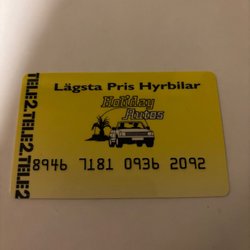 Lägsta Pris Hyrbilar
Holiday
Autos
8946 7181 0936 2092
TELE2.TELE2.TELE2